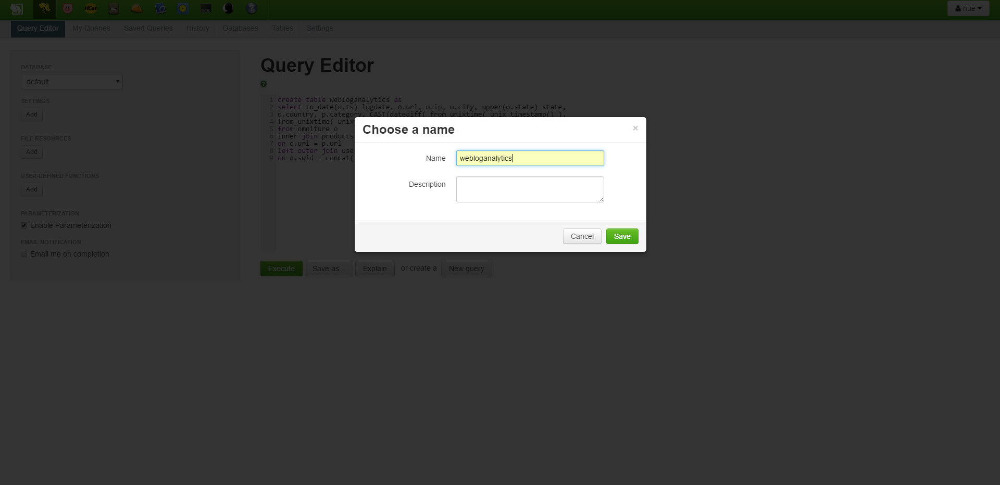 HCat
HUE
hue
Query Editor My Queries Saved Queries History Databases Tables Settings
DATABASE
default
SETTINGS
Add
FILE RESOURCES
Add
USER-DEFINED FUNCTIONS
Add
PARAMETERIZATION
Enable Parameterization
EMAIL NOTIFICATION
Email me on completion
Query Editor
?
1 create table webloganalytics as
2 select to_date(o.ts) logdate, o.url, o.ip, o.city, upper(o.state) state,
3 o.country, p.category, CAST(datediff( from_unixtime( unix_timestamp() ),
4 from_unixtime( unix
5 from omniture o
6 inner join products
7 on o.url = p.url
8 left outer join use
9 on o.swid = concat(
Choose a name
×
Name webloganalytics
Description
Cancel Save
Execute Save as... Explain or create a New query